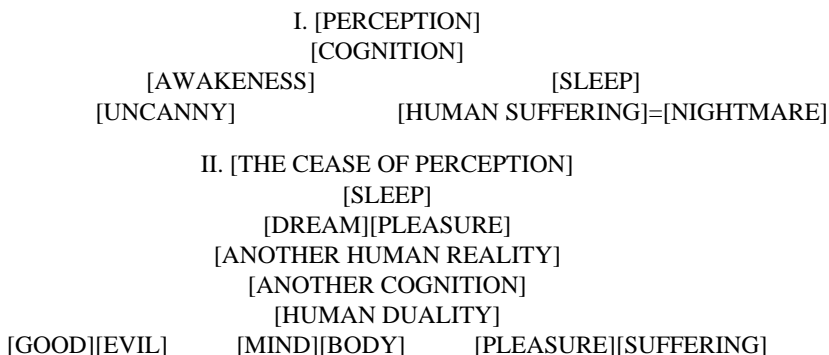 I. [PERCEPTION]
[COGNITION]
[AWAKENESS] [SLEEP]
[UNCANNY] [HUMAN SUFFERING]=[NIGHTMARE]
II. [THE CEASE OF PERCEPTION]
[SLEEP]
[DREAM][PLEASURE]
[ANOTHER HUMAN REALITY]
[ANOTHER COGNITION]
[HUMAN DUALITY]
[GOOD][EVIL] [MIND][BODY] [PLEASURE][SUFFERING]